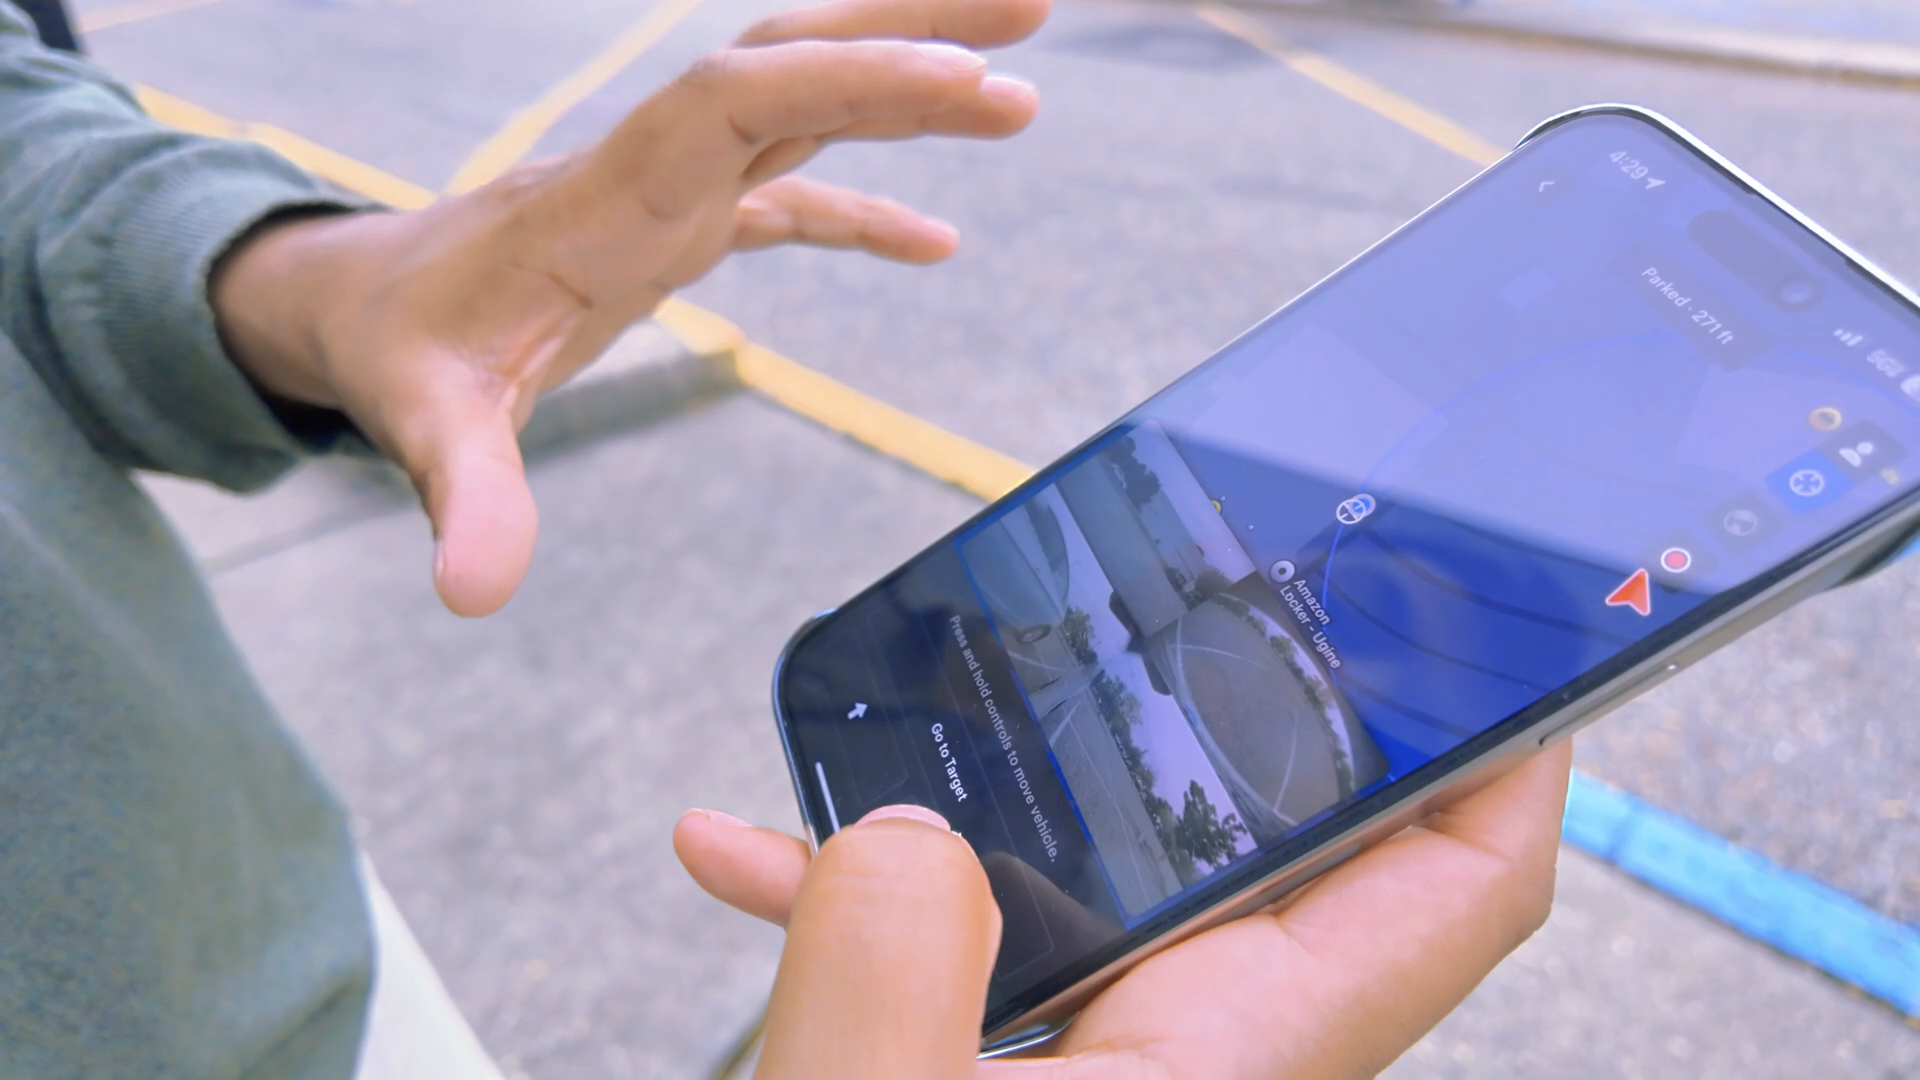 4:29
5G
Parked · 271 ft
Amazon
Locker - Ugine
Press and hold controls to move vehicle.
Go to Target